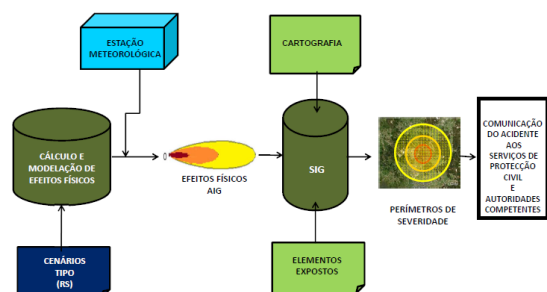 ESTAÇÃO
METEOROLÓGICA
CARTOGRAFIA
CÁLCULO E
MODELAÇÃO DE
EFEITOS FÍSICOS
0
EFEITOS FÍSICOS
AIG
SIG
PERÍMETROS DE
SEVERIDADE
COMUNICAÇÃO
DO ACIDENTE
AOS
SERVIÇOS DE
PROTECÇÃO
CIVIL
E
AUTORIDADES
COMPETENTES
CENÁRIOS
TIPO
(RS)
ELEMENTOS
EXPOSTOS